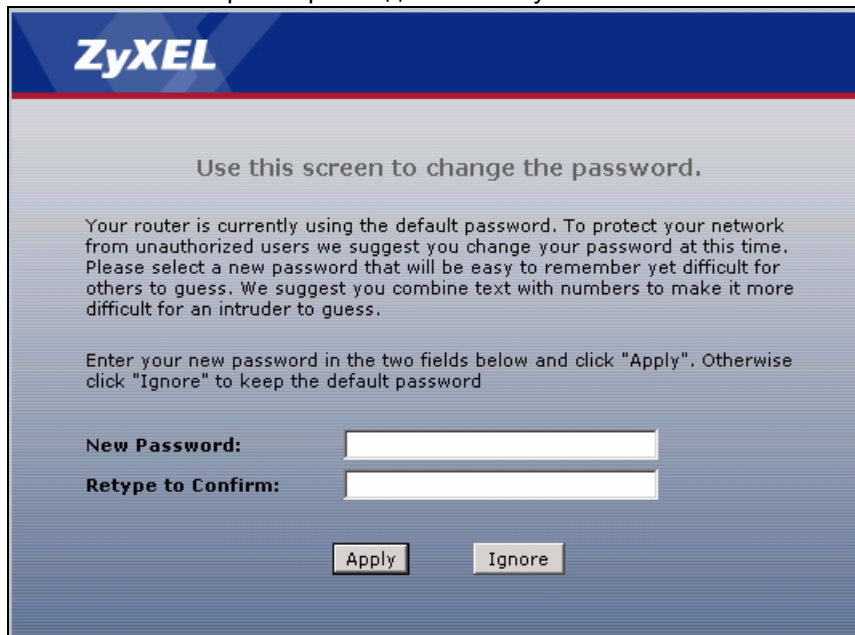 ZyXEL
Use this screen to change the password.
Your router is currently using the default password. To protect your network
from unauthorized users we suggest you change your password at this time.
Please select a new password that will be easy to remember yet difficult for
others to guess. We suggest you combine text with numbers to make it more
difficult for an intruder to guess.
Enter your new password in the two fields below and click "Apply". Otherwise
click "Ignore" to keep the default password
New Password:
Retype to Confirm:
Apply Ignore